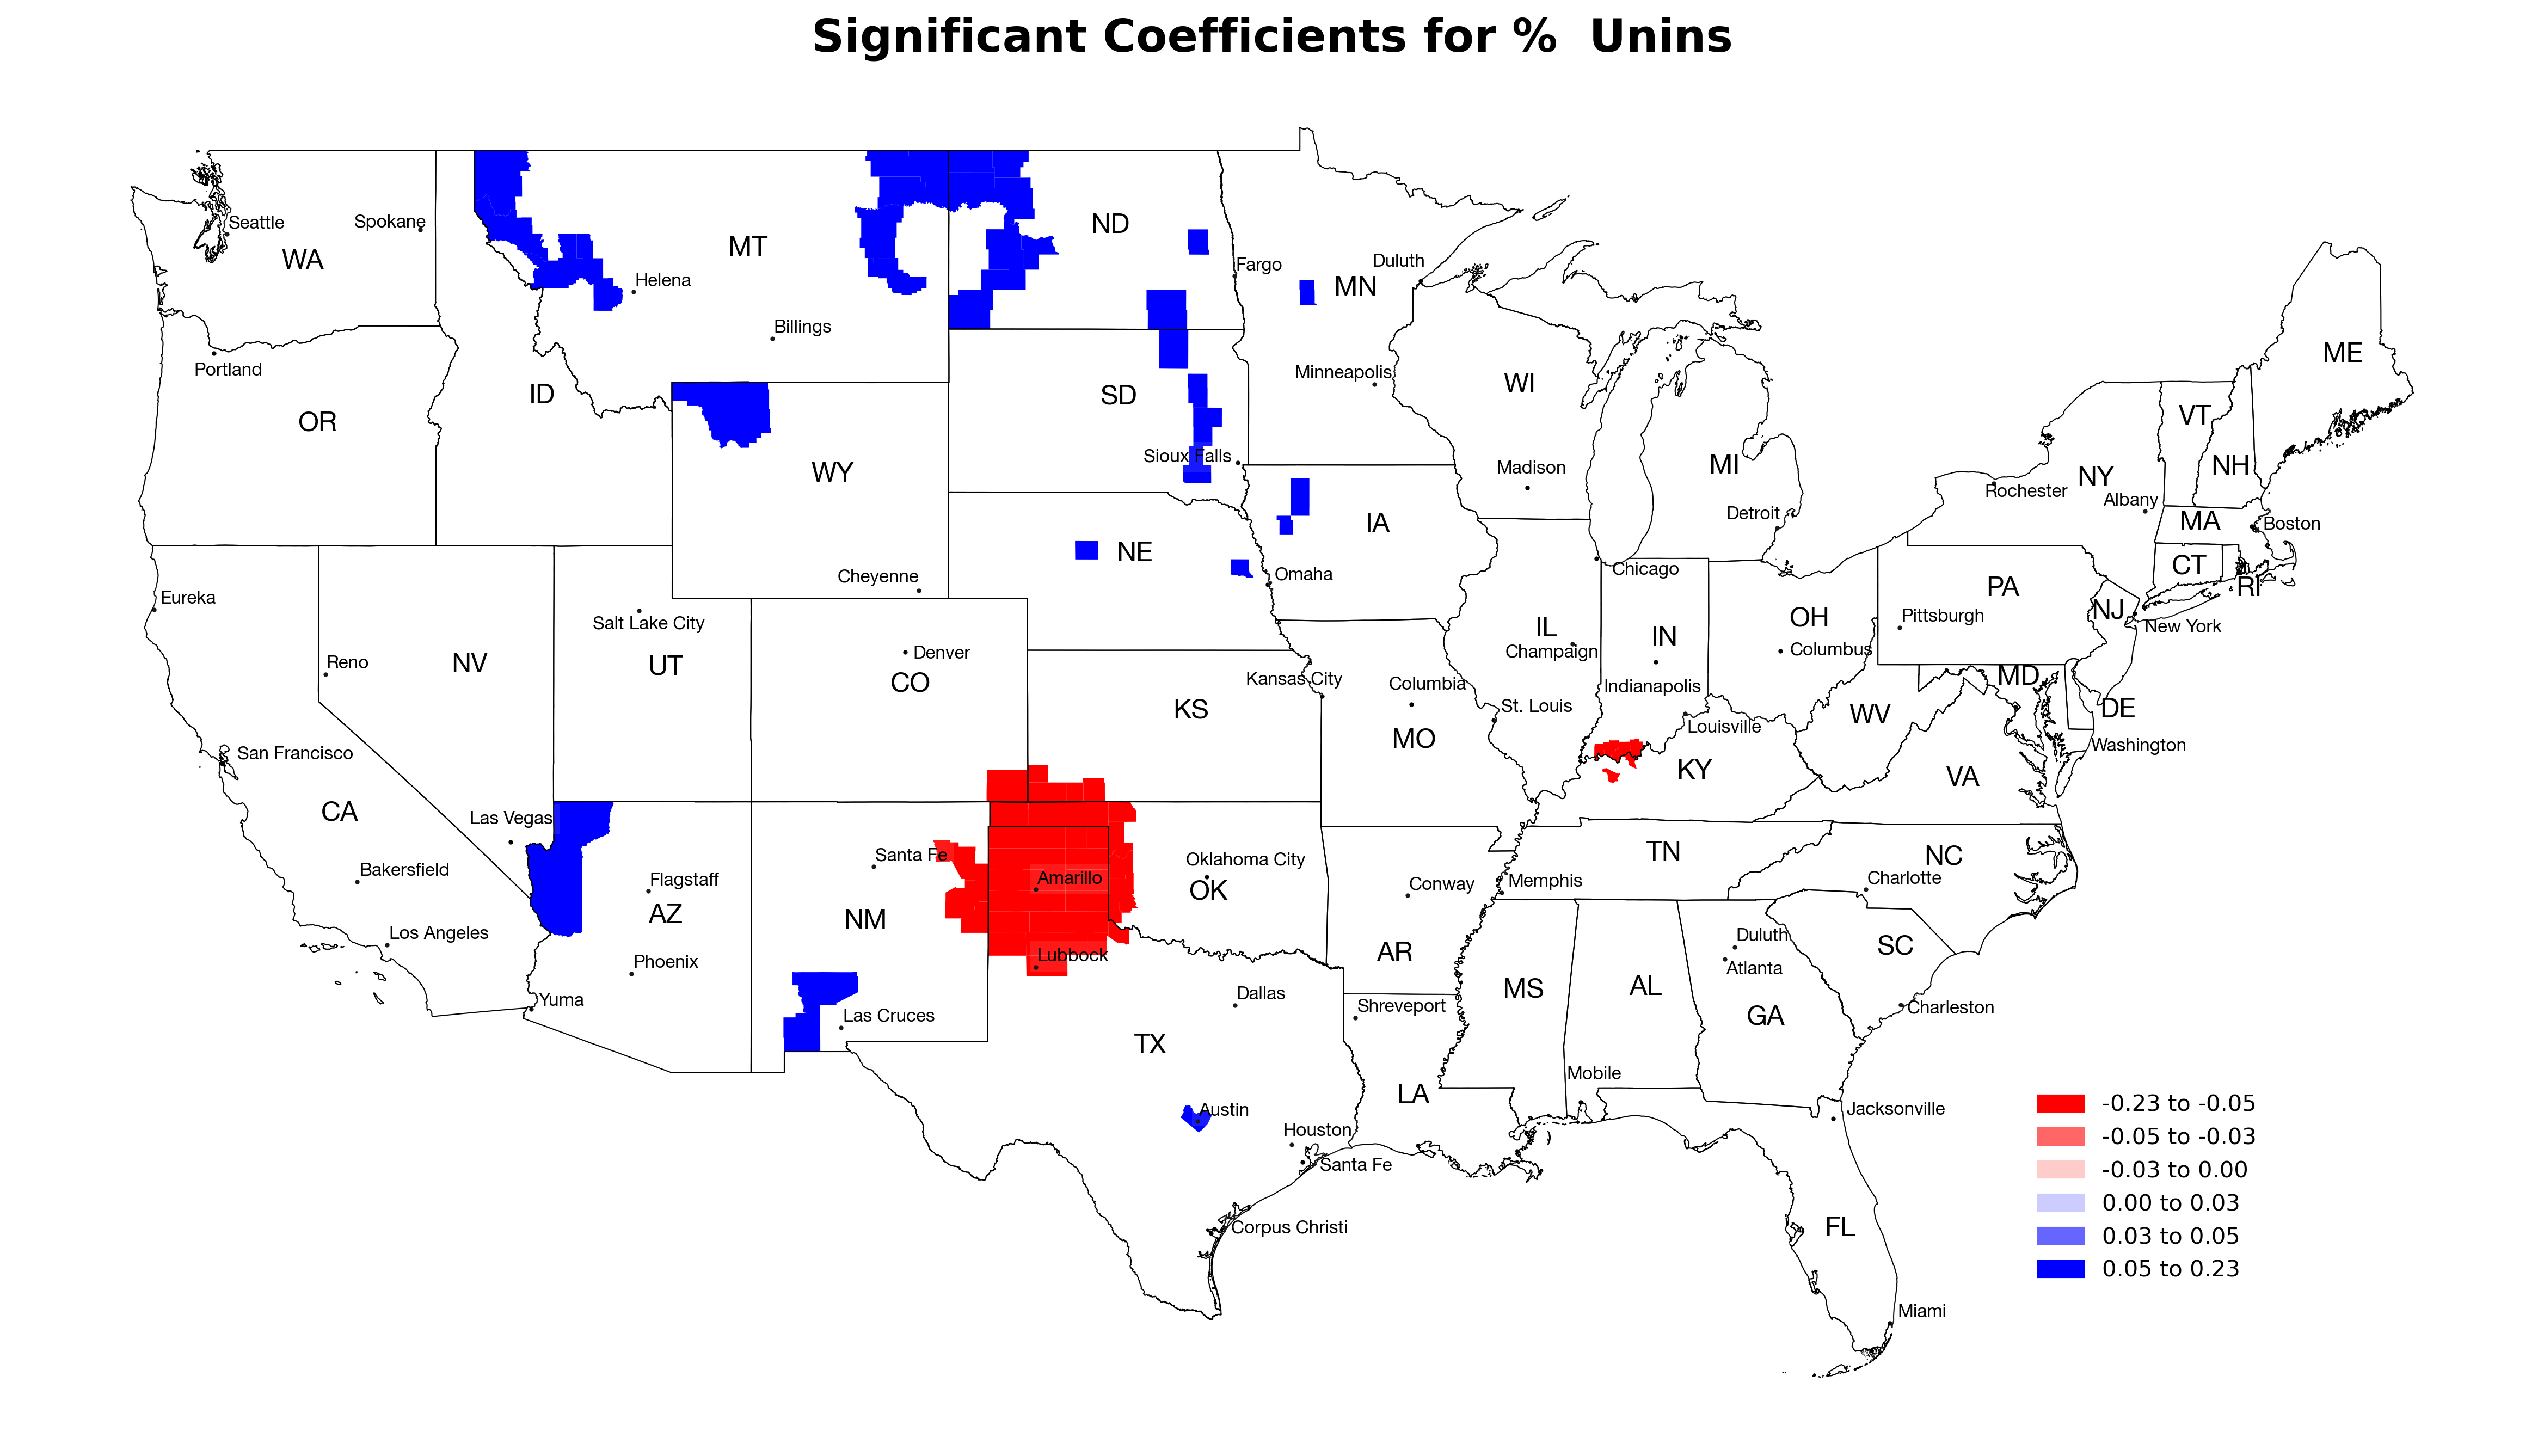 Significant Coefficients for %  Unins
Seattle
Spokane
WA
MT
ND
Helena
Fargo
Duluth
MN
Billings
Portland
Minneapolis
ME
ID
SD
WI
OR
VT
WY
Sioux Falls
Madison
MI
NH
NY
Rochester
Albany
Detroit
IA
MA
Boston
NE
Cheyenne
Omaha
Chicago
CT
RI
PA
Eureka
Salt Lake City
Denver
IL
Champaign
IN
OH
Columbus
Pittsburgh
NJ
New York
Reno
NV
UT
CO
Kansas City
Columbia
Indianapolis
MD
DE
KS
St. Louis
WV
Louisville
San Francisco
MO
KY
Washington
VA
CA
Las Vegas
Bakersfield
Flagstaff
Santa Fe
Amarillo
Oklahoma City
OK
Conway
Memphis
TN
NC
Charlotte
AZ
NM
Los Angeles
Phoenix
Lubbock
AR
Duluth
Atlanta
SC
Yuma
Las Cruces
Dallas
Shreveport
MS
AL
GA
Charleston
TX
LA
Mobile
Jacksonville
Austin
Houston
Santa Fe
Corpus Christi
FL
Miami
-0.23 to -0.05
-0.05 to -0.03
-0.03 to 0.00
0.00 to 0.03
0.03 to 0.05
0.05 to 0.23